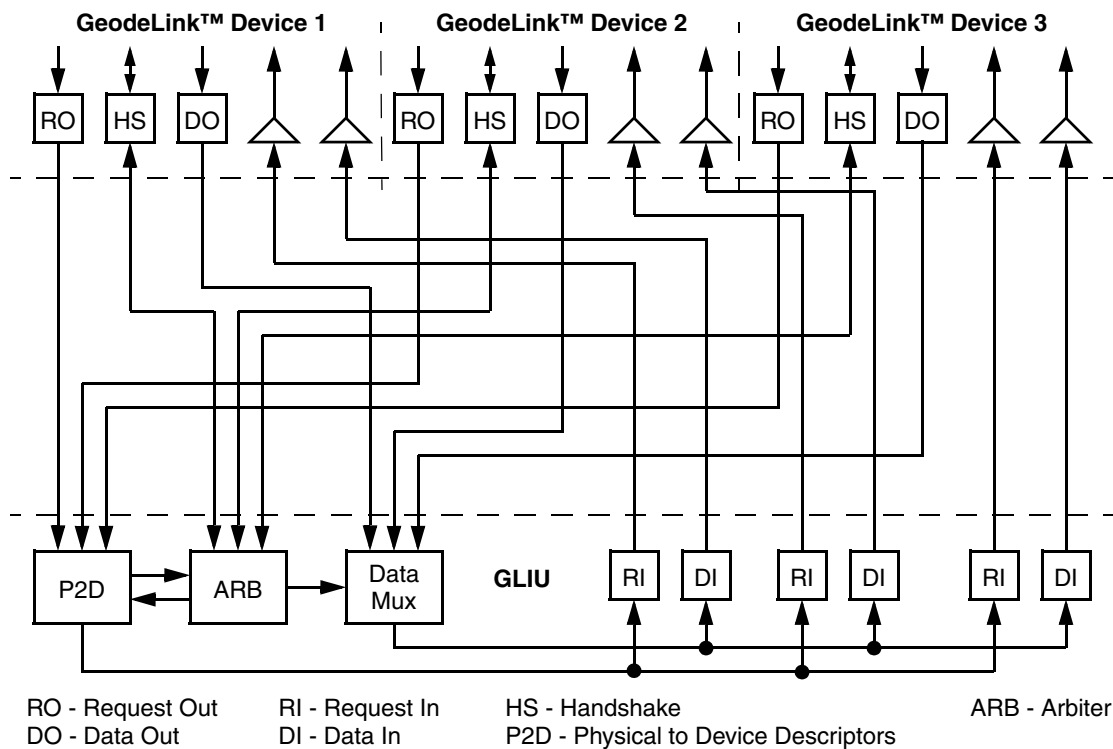 GeodeLink™ Device 1 GeodeLink™ Device 2 GeodeLink™ Device 3
RO HS DO RO HS DO RO HS DO
P2D ARB Data Mux GLIU RI DI RI DI RI DI
RO - Request Out RI - Request In HS - Handshake ARB - Arbiter
DO - Data Out DI - Data In P2D - Physical to Device Descriptors